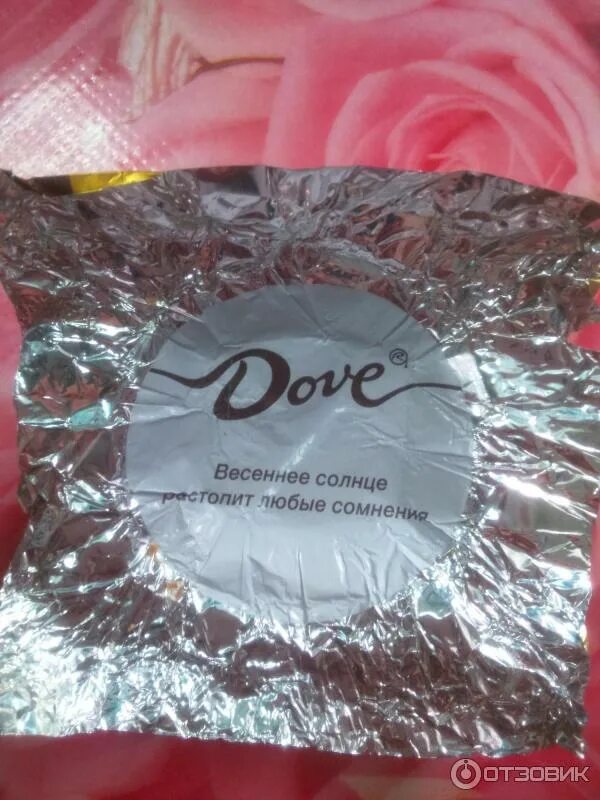 Dove®
Весеннее солнце
растопит любые сомнения
ОТЗОВИК